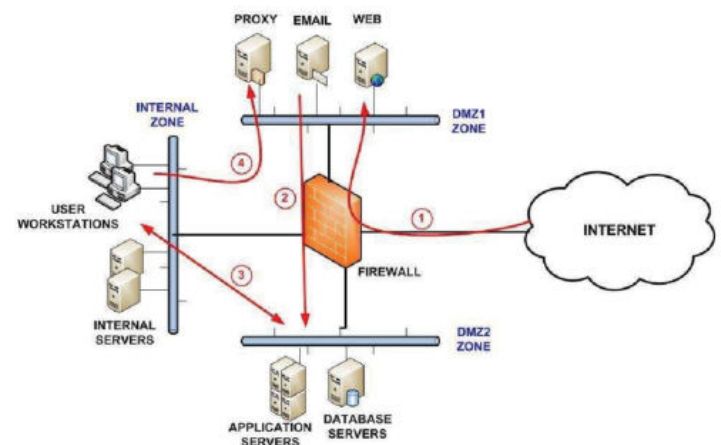 PROXY EMAIL WEB
INTERNAL
ZONE
DMZ1
ZONE
4
USER
WORKSTATIONS
2
1
INTERNET
FIREWALL
3
INTERNAL
SERVERS
DMZ2
ZONE
APPLICATION
SERVERS
DATABASE
SERVERS